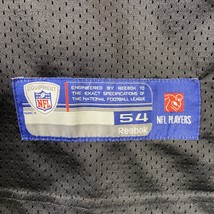 EQUIPMENT
NFL
ENGINEERED BY REEBOK TO
THE EXACT SPECIFICATIONS OF
THE NATIONAL FOOTBALL LEAGUE
54
Reebok
NFL PLAYERS